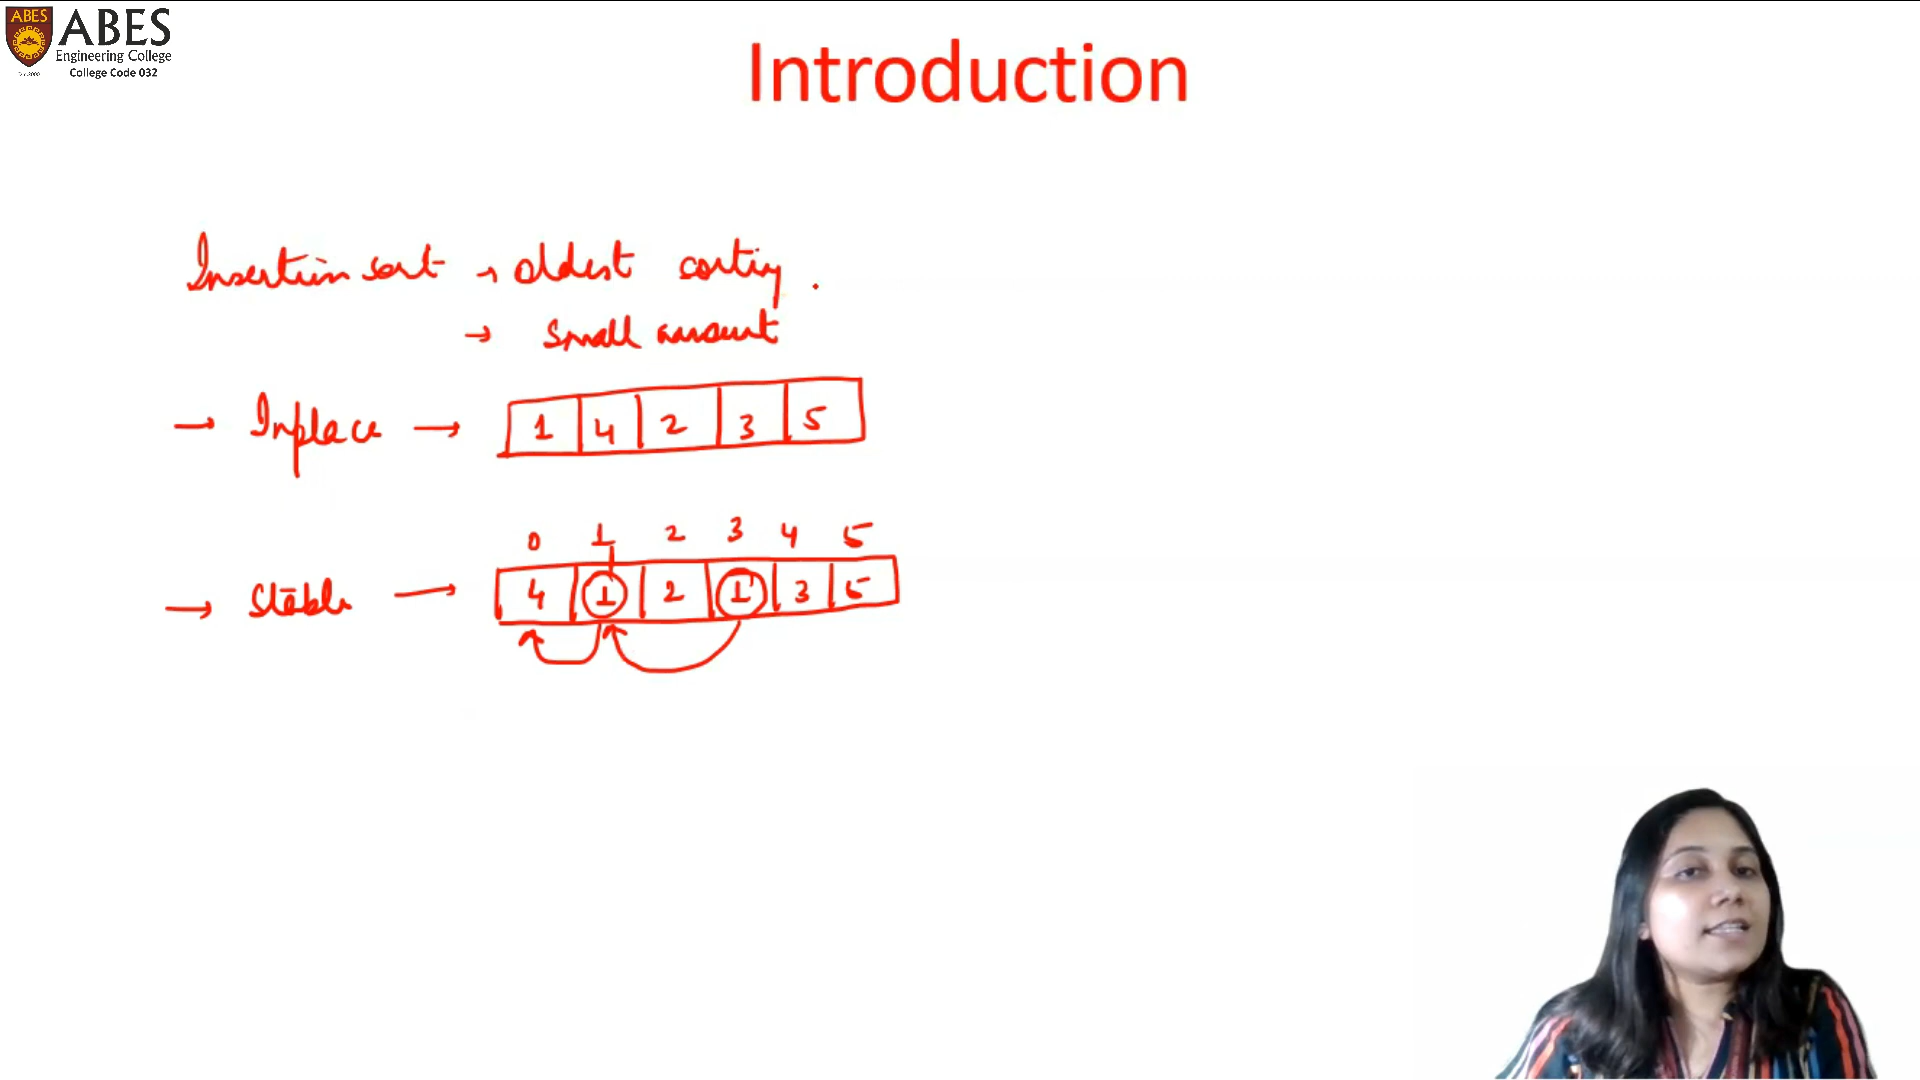 ABES
ABES
Engineering College
College Code 032
Introduction
Insertion sort → oldest sorting.
→ Small amount
→ Inplace → 1 4 2 3 5
0 1 2 3 4 5
→ Stable → 4 1 2 1' 3 5